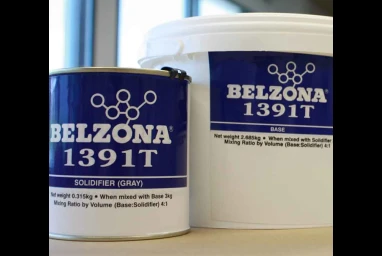 BELZONA®
1391T
SOLIDIFIER (GRAY)
Net weight 0.315kg • When mixed with Base 3kg
Mixing Ratio by Volume (Base:Solidifier) 4:1
BELZONA
1391T
BASE
Net weight 2.685kg • When mixed with Solidifier
Mixing Ratio by Volume (Base:Solidifier) 4:1